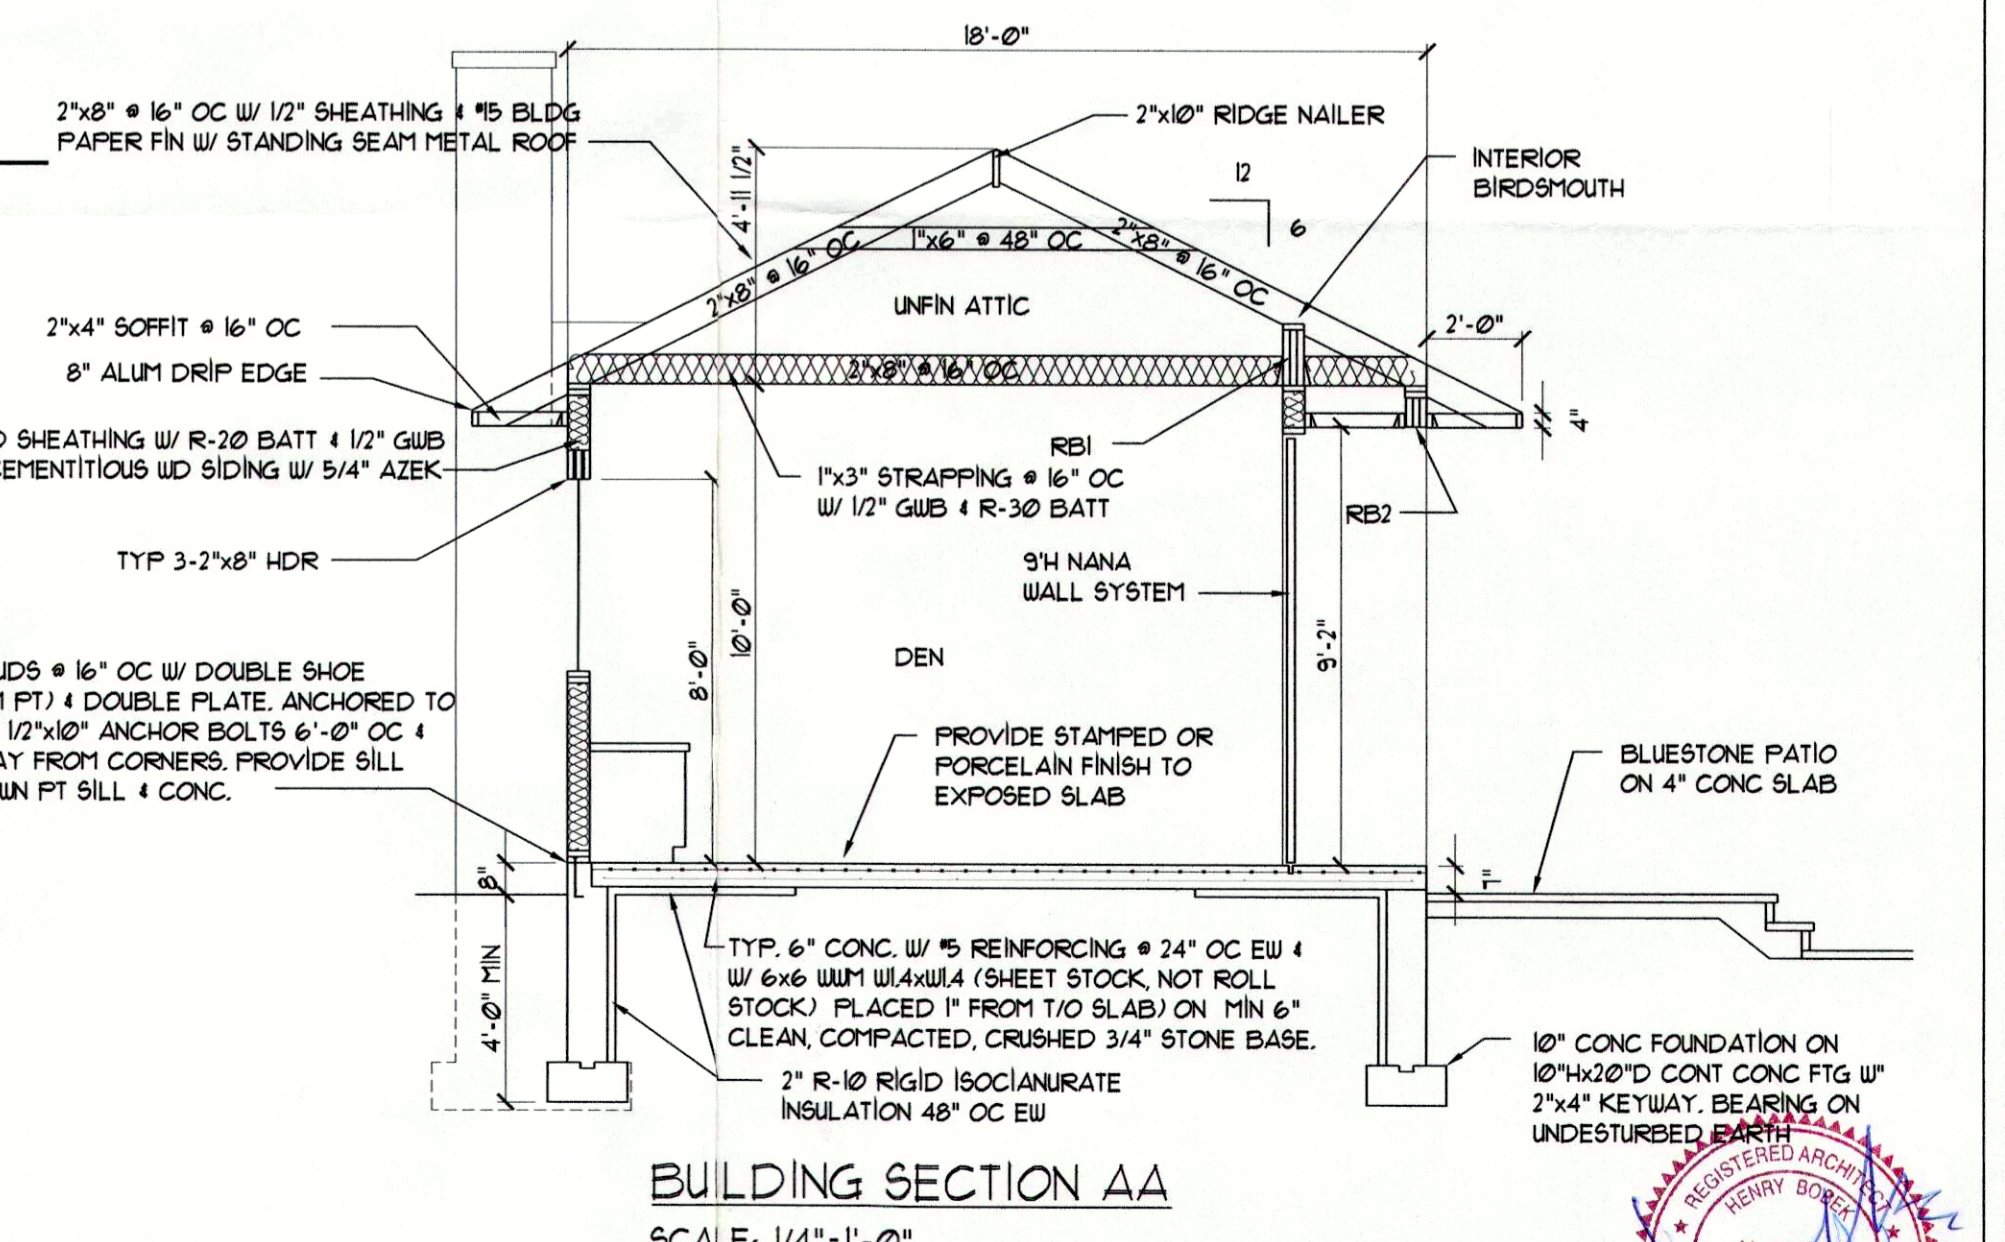 18'-0"
2"x8" @ 16" OC W/ 1/2" SHEATHING & #15 BLDG
PAPER FIN W/ STANDING SEAM METAL ROOF
2"x10" RIDGE NAILER
INTERIOR
BIRDSMOUTH
12
6
4'-11 1/2"
1"x6" @ 48" OC
2"x8" @ 16" OC
2"x8" @ 16" OC
UNFIN ATTIC
2"x4" SOFFIT @ 16" OC
8" ALUM DRIP EDGE
2'-0"
2"x8" @ 16" OC
4"
SHEATHING W/ R-20 BATT & 1/2" GWB
CEMENTITIOUS WD SIDING W/ 5/4" AZEK
RB1
1"x3" STRAPPING @ 16" OC
W/ 1/2" GWB & R-30 BATT
RB2
TYP 3-2"x8" HDR
9'H NANA
WALL SYSTEM
10'-0"
8'-0"
9'-2"
DEN
UDS @ 16" OC W/ DOUBLE SHOE
PT) & DOUBLE PLATE. ANCHORED TO
1/2"x10" ANCHOR BOLTS 6'-0" OC &
AY FROM CORNERS. PROVIDE SILL
WN PT SILL & CONC.
PROVIDE STAMPED OR
PORCELAIN FINISH TO
EXPOSED SLAB
BLUESTONE PATIO
ON 4" CONC SLAB
8"
4'-0" MIN
TYP. 6" CONC. W/ #5 REINFORCING @ 24" OC EW &
W/ 6x6 WWM W1.4xW1.4 (SHEET STOCK, NOT ROLL
STOCK) PLACED 1" FROM T/O SLAB) ON MIN 6"
CLEAN, COMPACTED, CRUSHED 3/4" STONE BASE.
2" R-10 RIGID ISOCIANURATE
INSULATION 48" OC EW
10" CONC FOUNDATION ON
10"Hx20"D CONT CONC FTG W"
2"x4" KEYWAY. BEARING ON
UNDESTURBED EARTH
BUILDING SECTION AA
SCALE: 1/4"=1'-0"
REGISTERED ARCHITECT
HENRY BOBEK